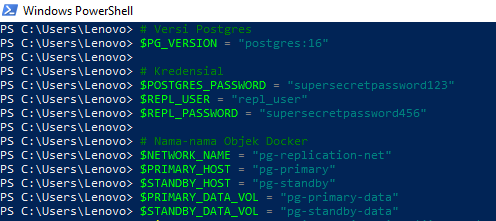 Windows PowerShell
PS C:\Users\Lenovo> # Versi Postgres
PS C:\Users\Lenovo> $PG_VERSION = "postgres:16"
PS C:\Users\Lenovo>
PS C:\Users\Lenovo> # Kredensial
PS C:\Users\Lenovo> $POSTGRES_PASSWORD = "supersecretpassword123"
PS C:\Users\Lenovo> $REPL_USER = "repl_user"
PS C:\Users\Lenovo> $REPL_PASSWORD = "supersecretpassword456"
PS C:\Users\Lenovo>
PS C:\Users\Lenovo> # Nama-nama Objek Docker
PS C:\Users\Lenovo> $NETWORK_NAME = "pg-replication-net"
PS C:\Users\Lenovo> $PRIMARY_HOST = "pg-primary"
PS C:\Users\Lenovo> $STANDBY_HOST = "pg-standby"
PS C:\Users\Lenovo> $PRIMARY_DATA_VOL = "pg-primary-data"
PS C:\Users\Lenovo> $STANDBY_DATA_VOL = "pg-standby-data"